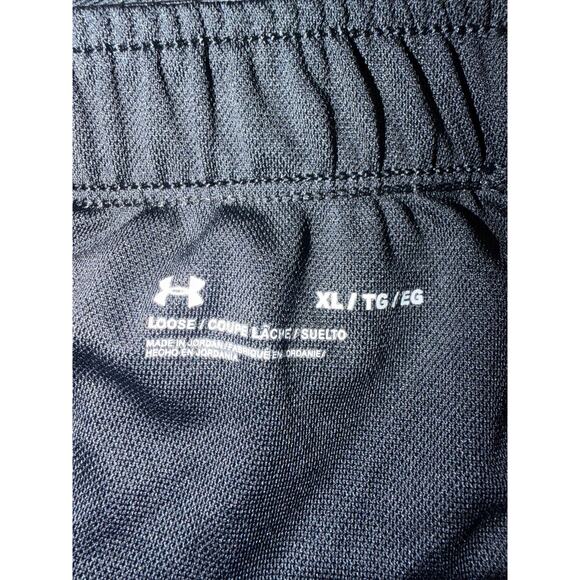 XL / TG / EG
LOOSE / COUPE LÂCHE / SUELTO
MADE IN JORDAN / FABRIQUÉ EN JORDANIE /
HECHO EN JORDANIA